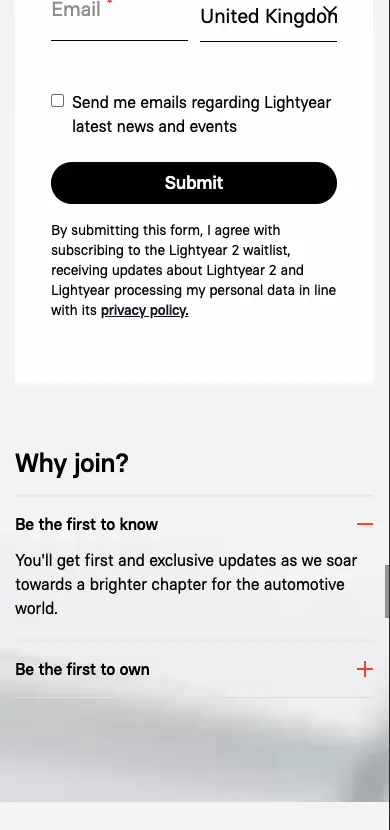 Email *
United Kingdom
Send me emails regarding Lightyear
latest news and events
Submit
By submitting this form, I agree with
subscribing to the Lightyear 2 waitlist,
receiving updates about Lightyear 2 and
Lightyear processing my personal data in line
with its privacy policy.
Why join?
Be the first to know
You'll get first and exclusive updates as we soar
towards a brighter chapter for the automotive
world.
Be the first to own